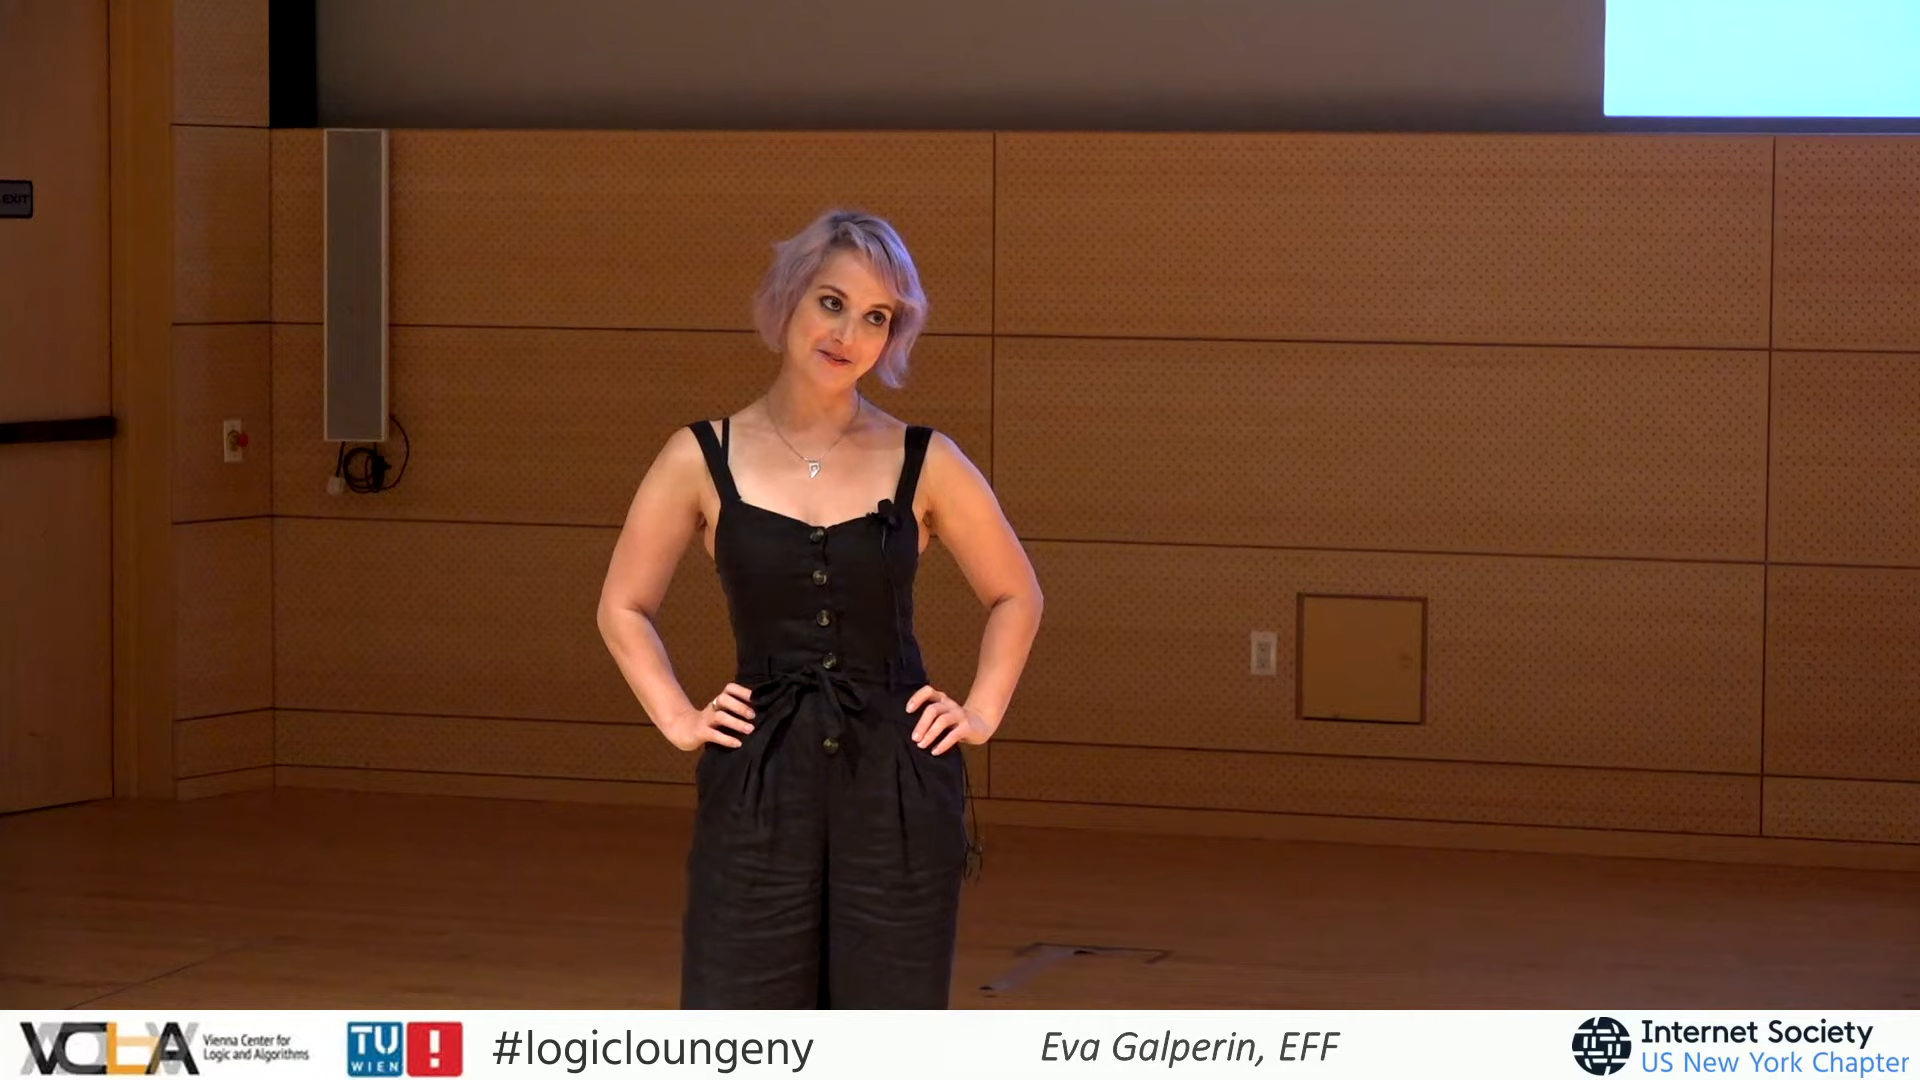 EXIT
VCLA
Vienna Center for
Logic and Algorithms
TU
WIEN
!
#logicloungeny
Eva Galperin, EFF
Internet Society
US New York Chapter